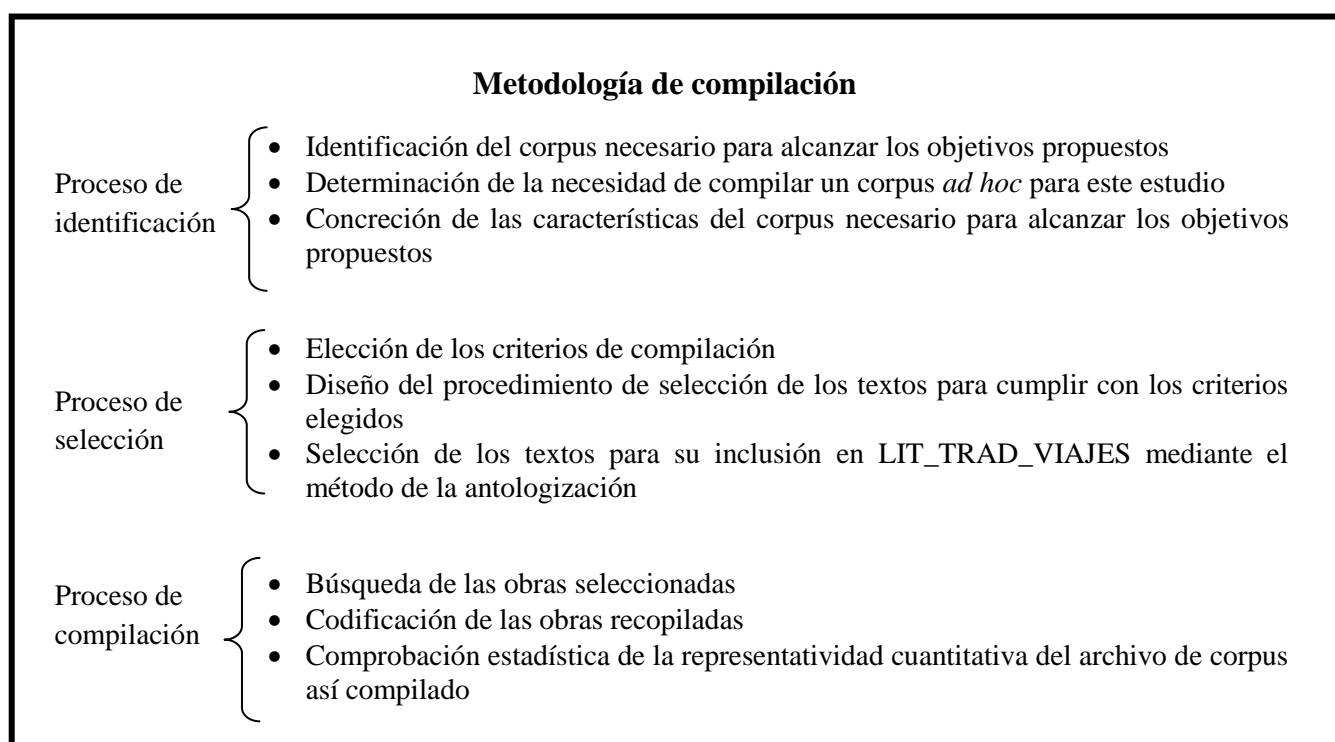 Metodología de compilación
Proceso de
identificación
• Identificación del corpus necesario para alcanzar los objetivos propuestos
• Determinación de la necesidad de compilar un corpus ad hoc para este estudio
• Concreción de las características del corpus necesario para alcanzar los objetivos
propuestos
Proceso de
selección
• Elección de los criterios de compilación
• Diseño del procedimiento de selección de los textos para cumplir con los criterios
elegidos
• Selección de los textos para su inclusión en LIT_TRAD_VIAJES mediante el
método de la antologización
Proceso de
compilación
• Búsqueda de las obras seleccionadas
• Codificación de las obras recopiladas
• Comprobación estadística de la representatividad cuantitativa del archivo de corpus
así compilado